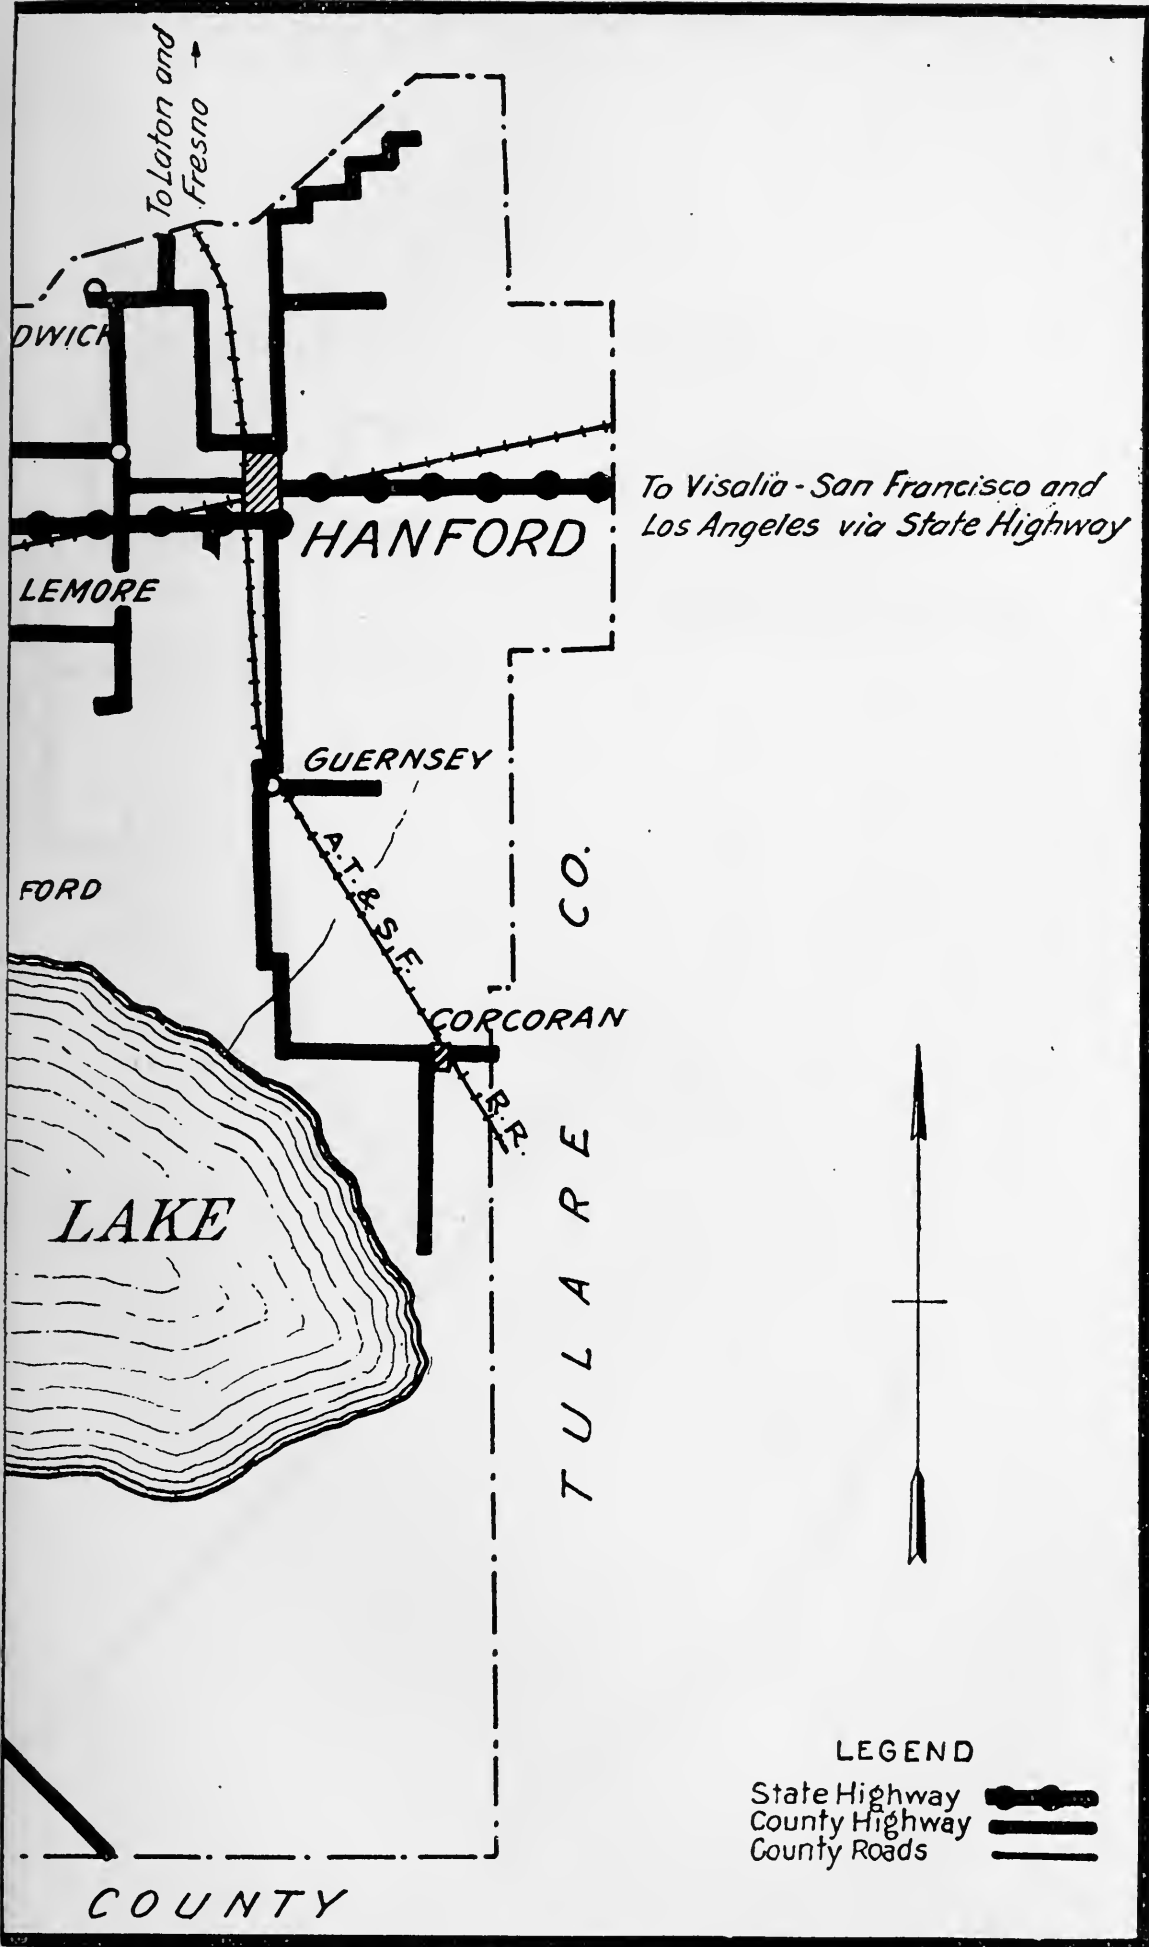 To Laton and
Fresno →
DWICK
HANFORD
To Visalia - San Francisco and
Los Angeles via State Highway
LEMORE
GUERNSEY
A.T. & S.F.
FORD
CORCORAN
R.R.
LAKE
TULARE CO.
LEGEND
State Highway
County Highway
County Roads
COUNTY